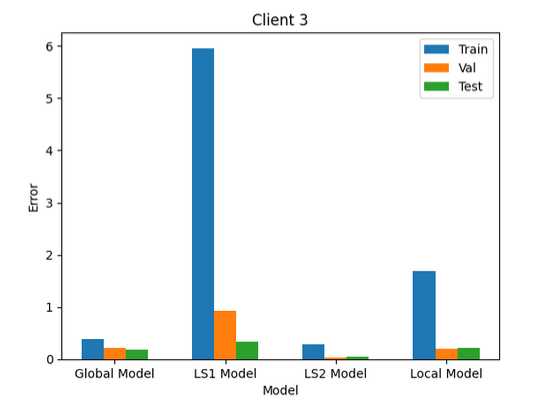 Client 3
Train
Val
Test
6
5
4
3
2
1
0
Error
Global Model LS1 Model LS2 Model Local Model
Model